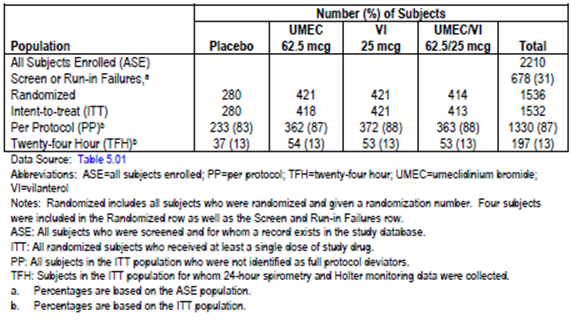 Number (%) of Subjects
Population Placebo UMEC 62.5 mcg VI 25 mcg UMEC/VI 62.5/25 mcg Total
All Subjects Enrolled (ASE) 2210
Screen or Run-in Failures,a 678 (31)
Randomized 280 421 421 414 1536
Intent-to-treat (ITT) 280 418 421 413 1532
Per Protocol (PP)b 233 (83) 362 (87) 372 (88) 363 (88) 1330 (87)
Twenty-four Hour (TFH)b 37 (13) 54 (13) 53 (13) 53 (13) 197 (13)
Data Source: Table 5.01
Abbreviations: ASE=all subjects enrolled; PP=per protocol; TFH=twenty-four hour; UMEC=umeclidinium bromide;
VI=vilanterol
Notes: Randomized includes all subjects who were randomized and given a randomization number. Four subjects
were included in the Randomized row as well as the Screen and Run-in Failures row.
ASE: All subjects who were screened and for whom a record exists in the study database.
ITT: All randomized subjects who received at least a single dose of study drug.
PP: All subjects in the ITT population who were not identified as full protocol deviators.
TFH: Subjects in the ITT population for whom 24-hour spirometry and Holter monitoring data were collected.
a. Percentages are based on the ASE population.
b. Percentages are based on the ITT population.